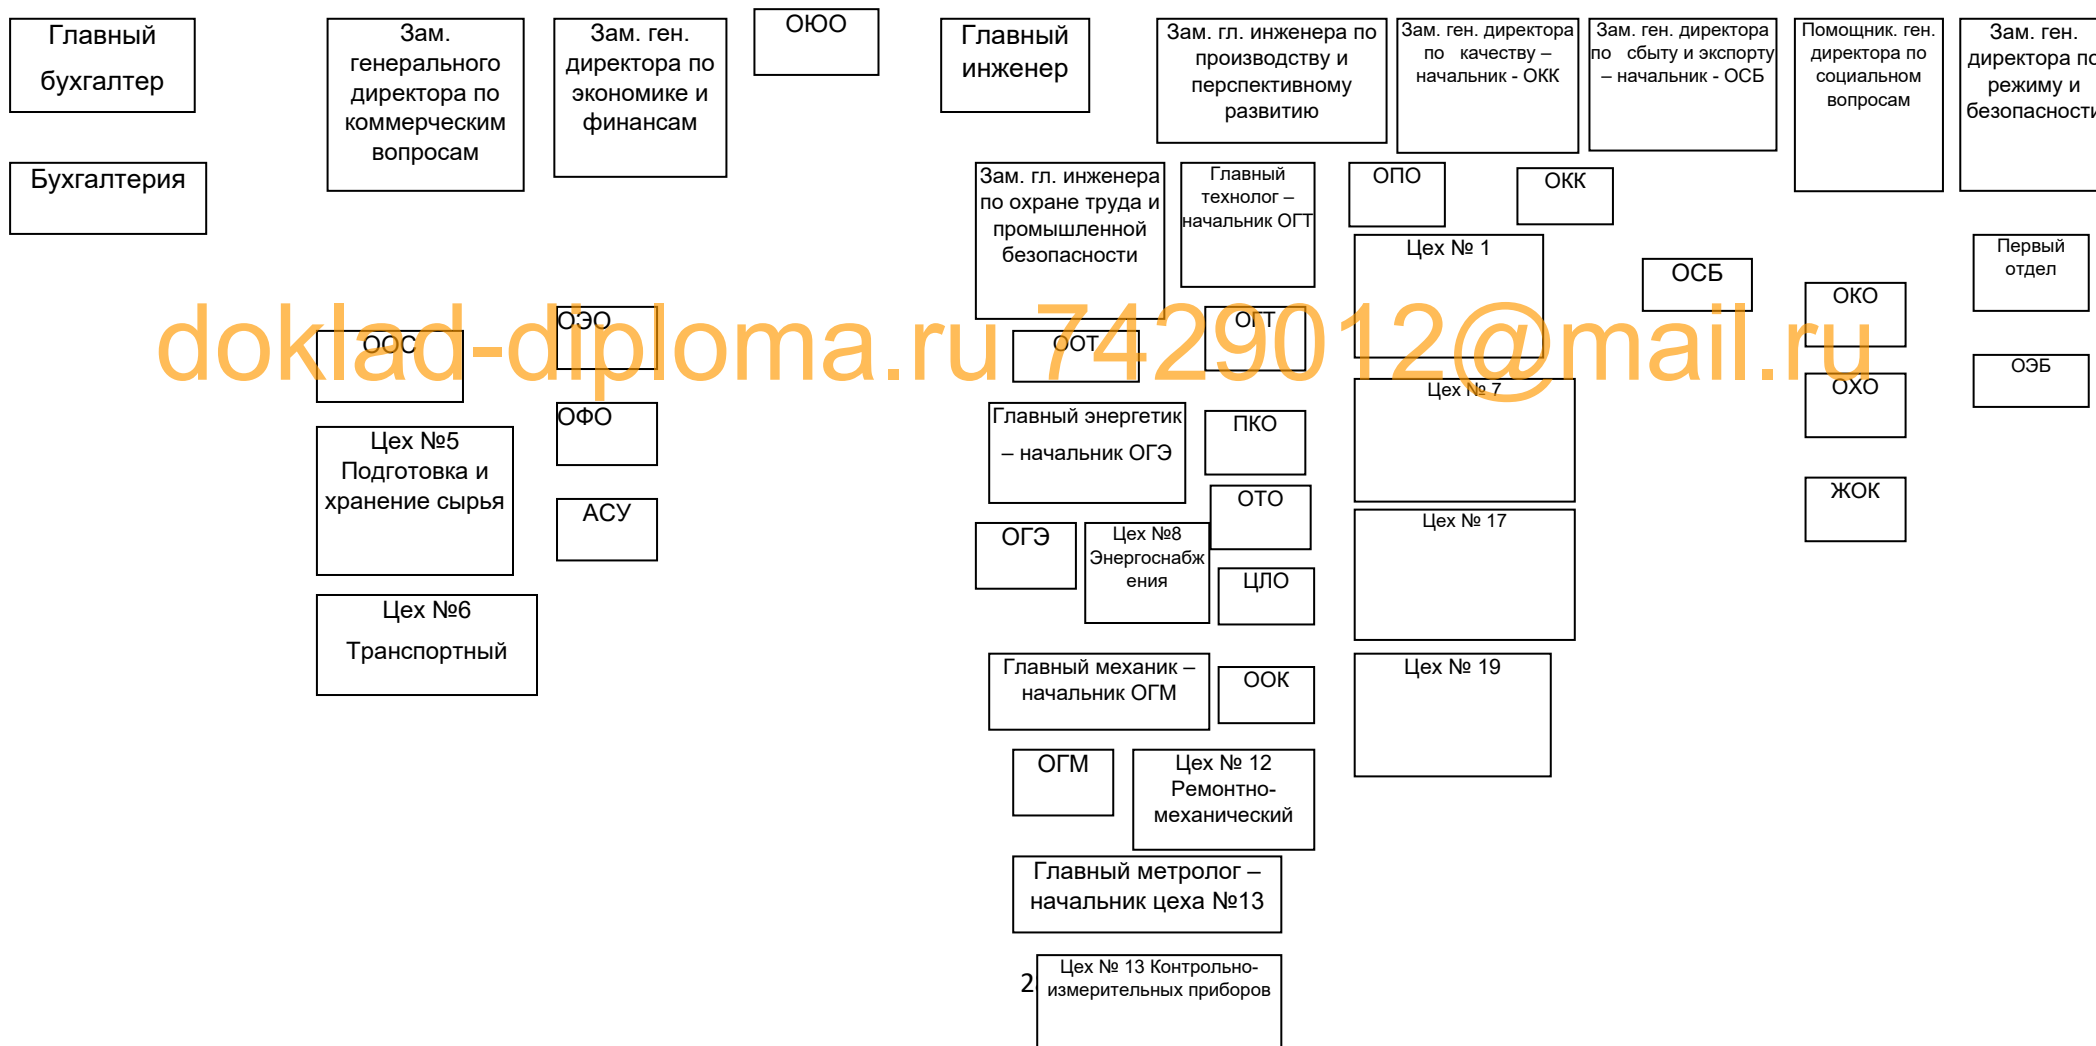 Главный
бухгалтер
Зам.
генерального
директора по
коммерческим
вопросам
Зам. ген.
директора по
экономике и
финансам
ОЮО
Главный
инженер
Зам. гл. инженера по
производству и
перспективному
развитию
Зам. ген. директора
по качеству –
начальник - ОКК
Зам. ген. директора
по сбыту и экспорту
– начальник - ОСБ
Помощник. ген.
директора по
социальном
вопросам
Зам. ген.
директора по
режиму и
безопасности
Бухгалтерия
Зам. гл. инженера
по охране труда и
промышленной
безопасности
Главный
технолог –
начальник ОГТ
ОПО
ОКК
Цех № 1
ОСБ
Первый
отдел
ОКО
ОЭО
ОГТ
ООС
ООТ
doklad-diploma.ru 7429012@mail.ru
ОЭБ
Цех № 7
ОХО
ОФО
Главный энергетик
– начальник ОГЭ
ПКО
Цех №5
Подготовка и
хранение сырья
ЖОК
АСУ
ОТО
ОГЭ
Цех №8
Энергоснабж
ения
Цех № 17
ЦЛО
Цех №6
Транспортный
Главный механик –
начальник ОГМ
ООК
Цех № 19
ОГМ
Цех № 12
Ремонтно-
механический
Главный метролог –
начальник цеха №13
2
Цех № 13 Контрольно-
измерительных приборов